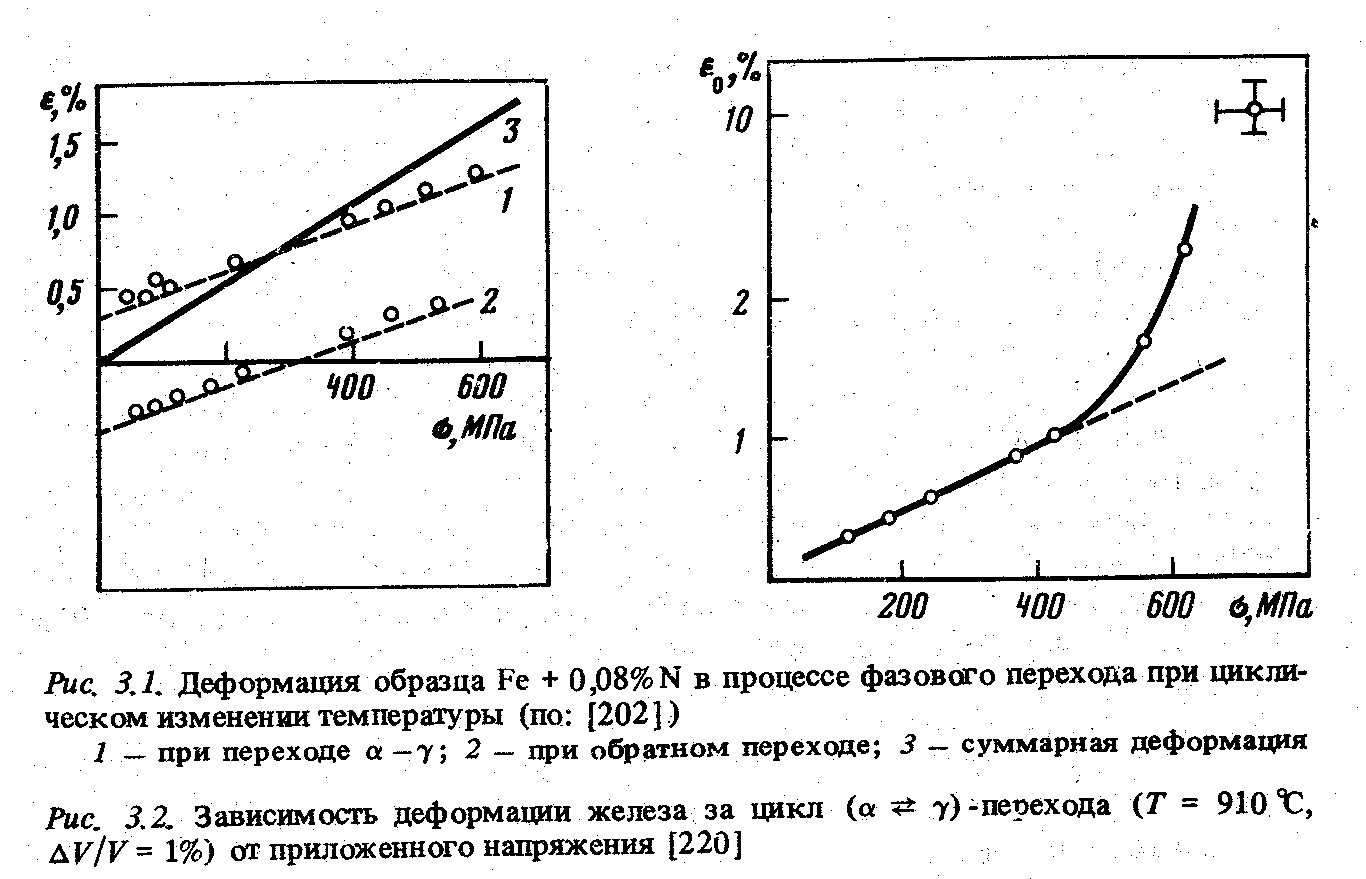 ε,%
1,5
1,0
0,5
3
1
2
400
600
σ, МПа
ε₀, %
10
2
1
200
400
600
σ, МПа
Рис. 3.1. Деформация образца Fe + 0,08% N в процессе фазового перехода при цикли-
ческом изменении температуры (по: [202])
1 — при переходе α – γ; 2 — при обратном переходе; 3 — суммарная деформация
Рис. 3.2. Зависимость деформации железа за цикл (α ⇄ γ)-перехода (T = 910 °C,
ΔV/V = 1%) от приложенного напряжения [220]